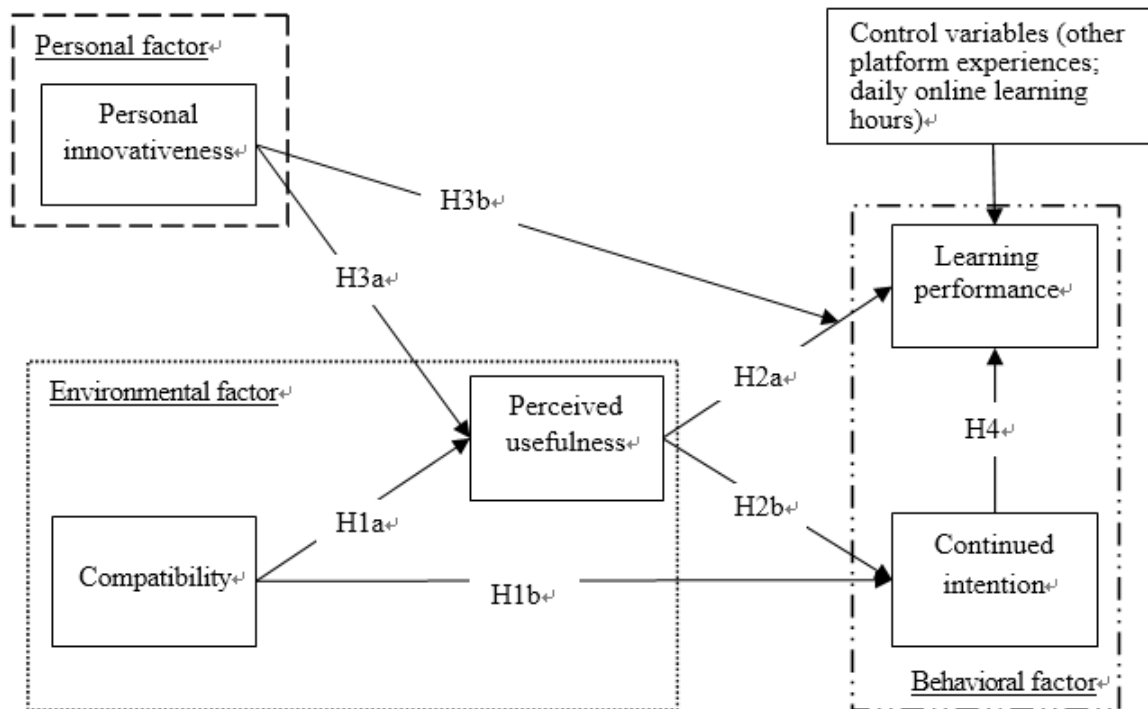 Personal factor↵
Personal
innovativeness↵
Control variables (other
platform experiences;
daily online learning
hours)↵
H3b↵
H3a↵
Learning
performance↵
Environmental factor↵
Perceived
usefulness↵
H2a↵
H4↵
H1a↵
H2b↵
Compatibility↵
H1b↵
Continued
intention↵
Behavioral factor↵